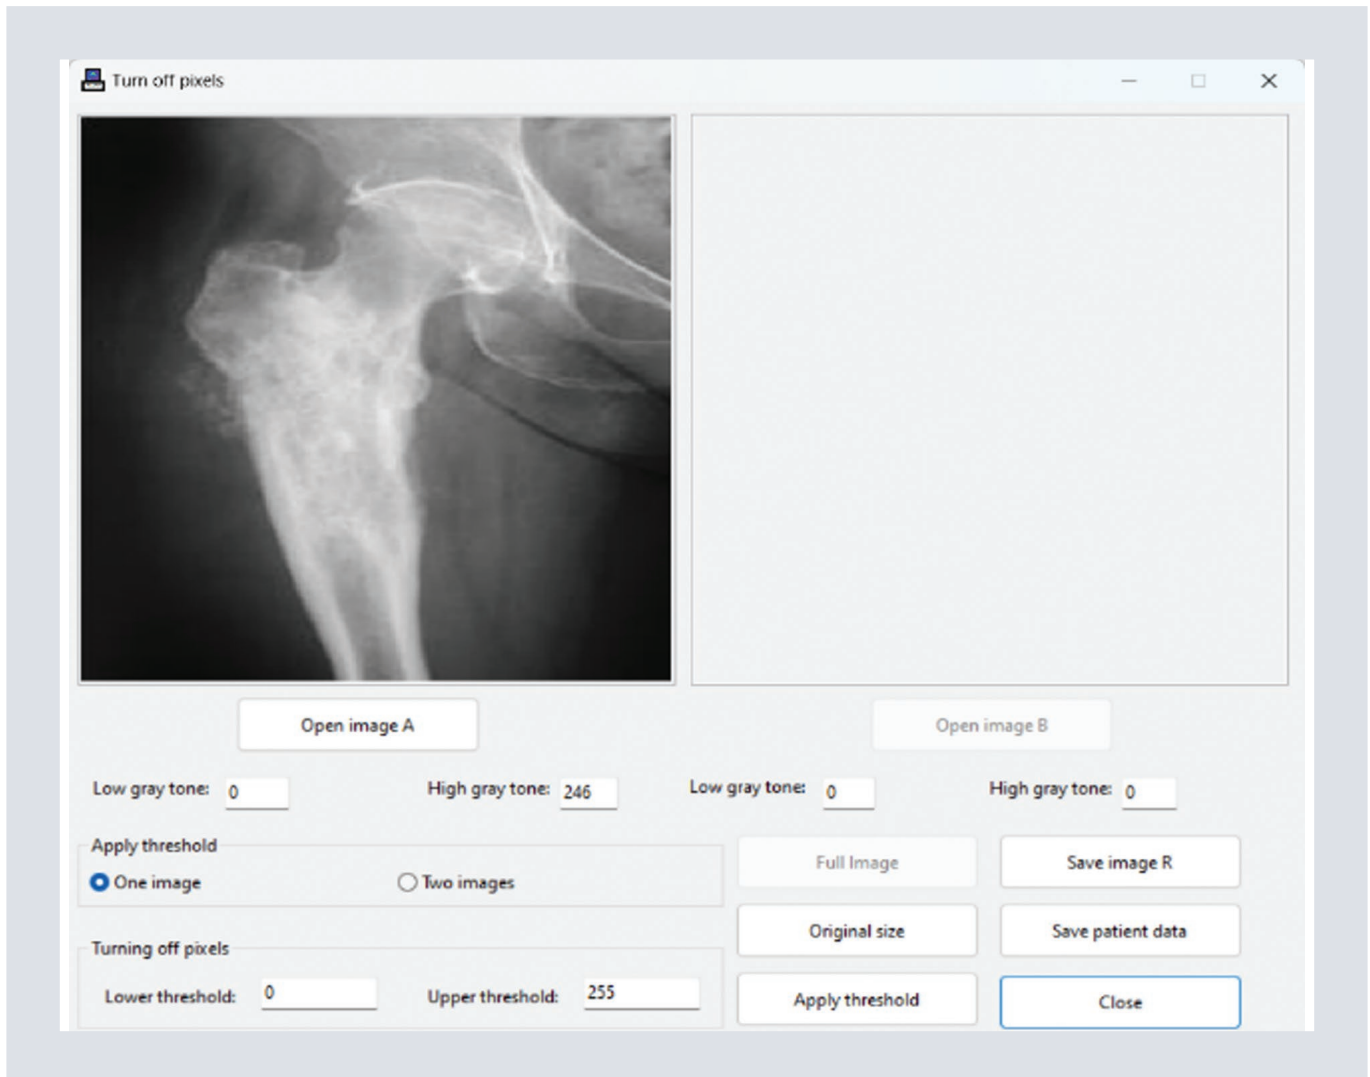 Turn off pixels
Open image A
Open image B
Low gray tone: 0
High gray tone: 246
Low gray tone: 0
High gray tone: 0
Apply threshold
One image
Two images
Full Image
Save image R
Original size
Save patient data
Turning off pixels
Lower threshold: 0
Upper threshold: 255
Apply threshold
Close